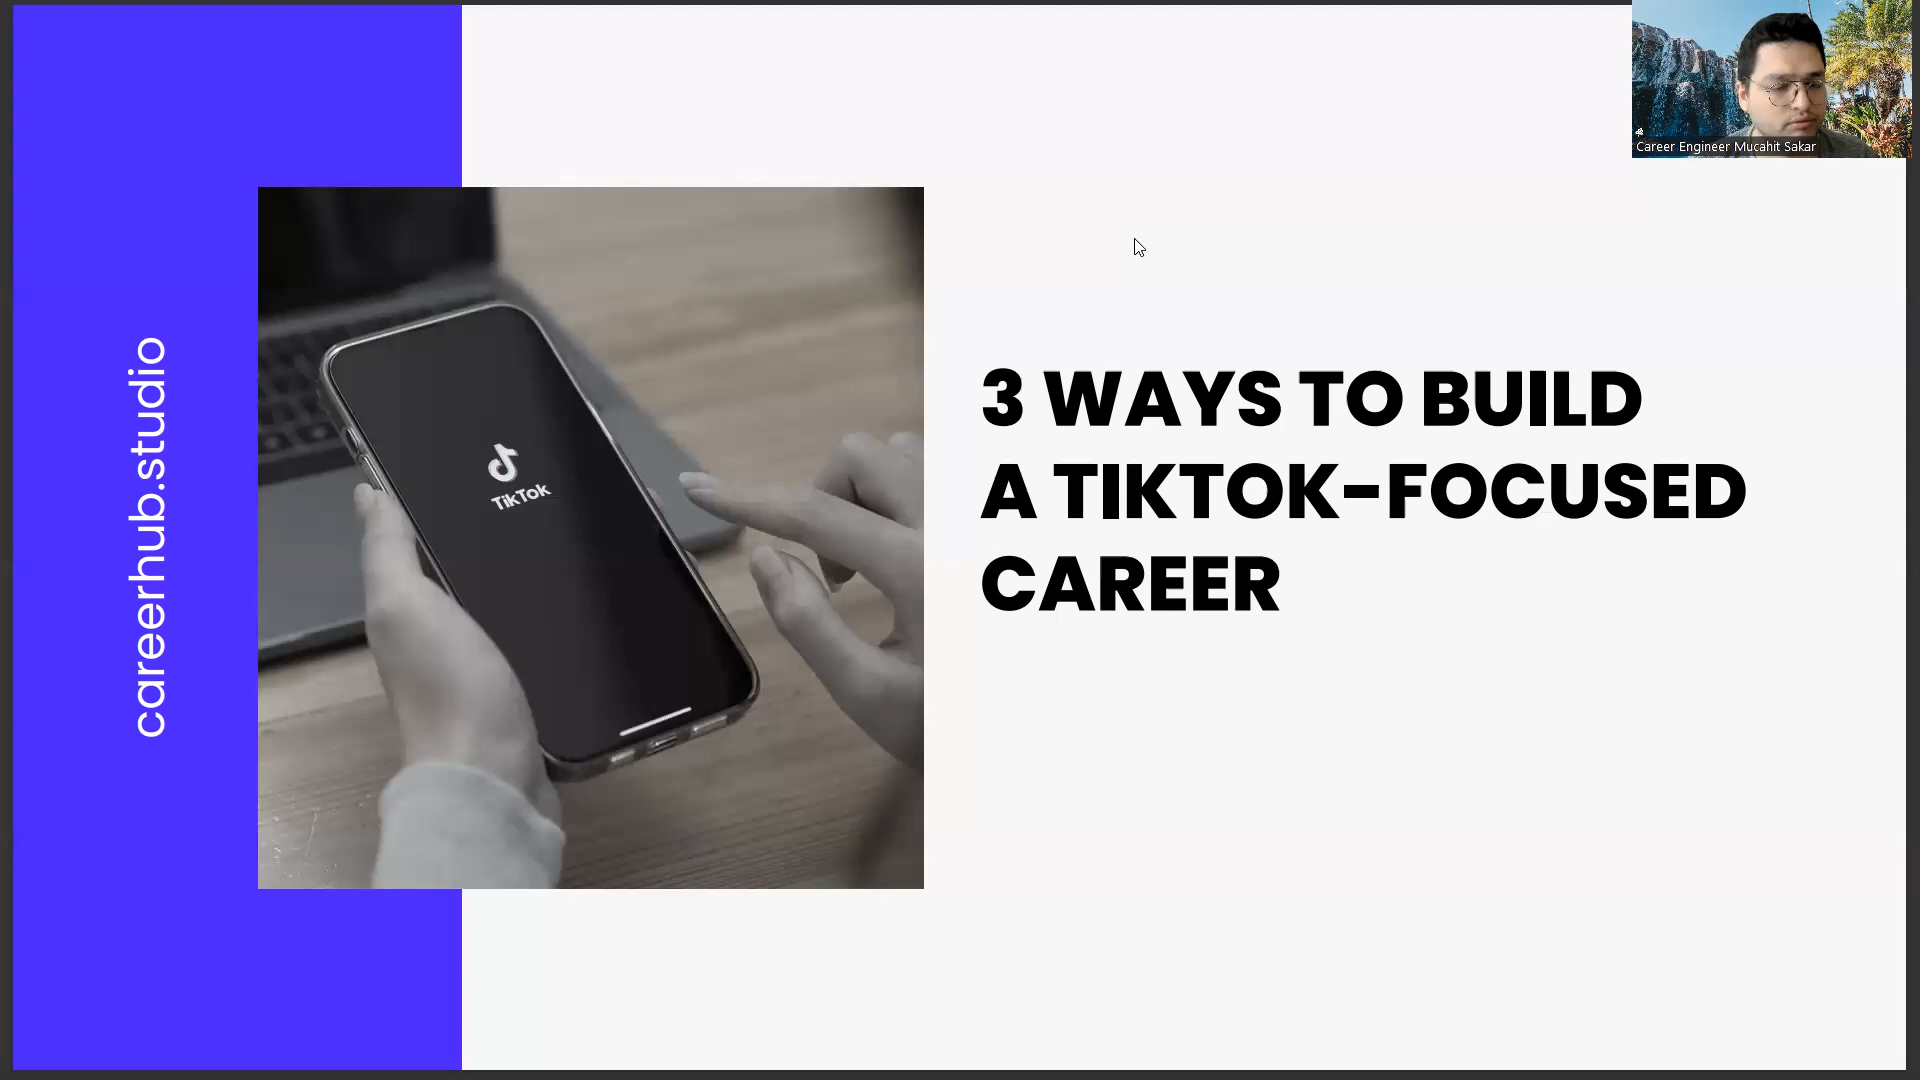 Career Engineer Mucahit Sakar
careerhub.studio
TikTok
3 WAYS TO BUILD
A TIKTOK-FOCUSED
CAREER